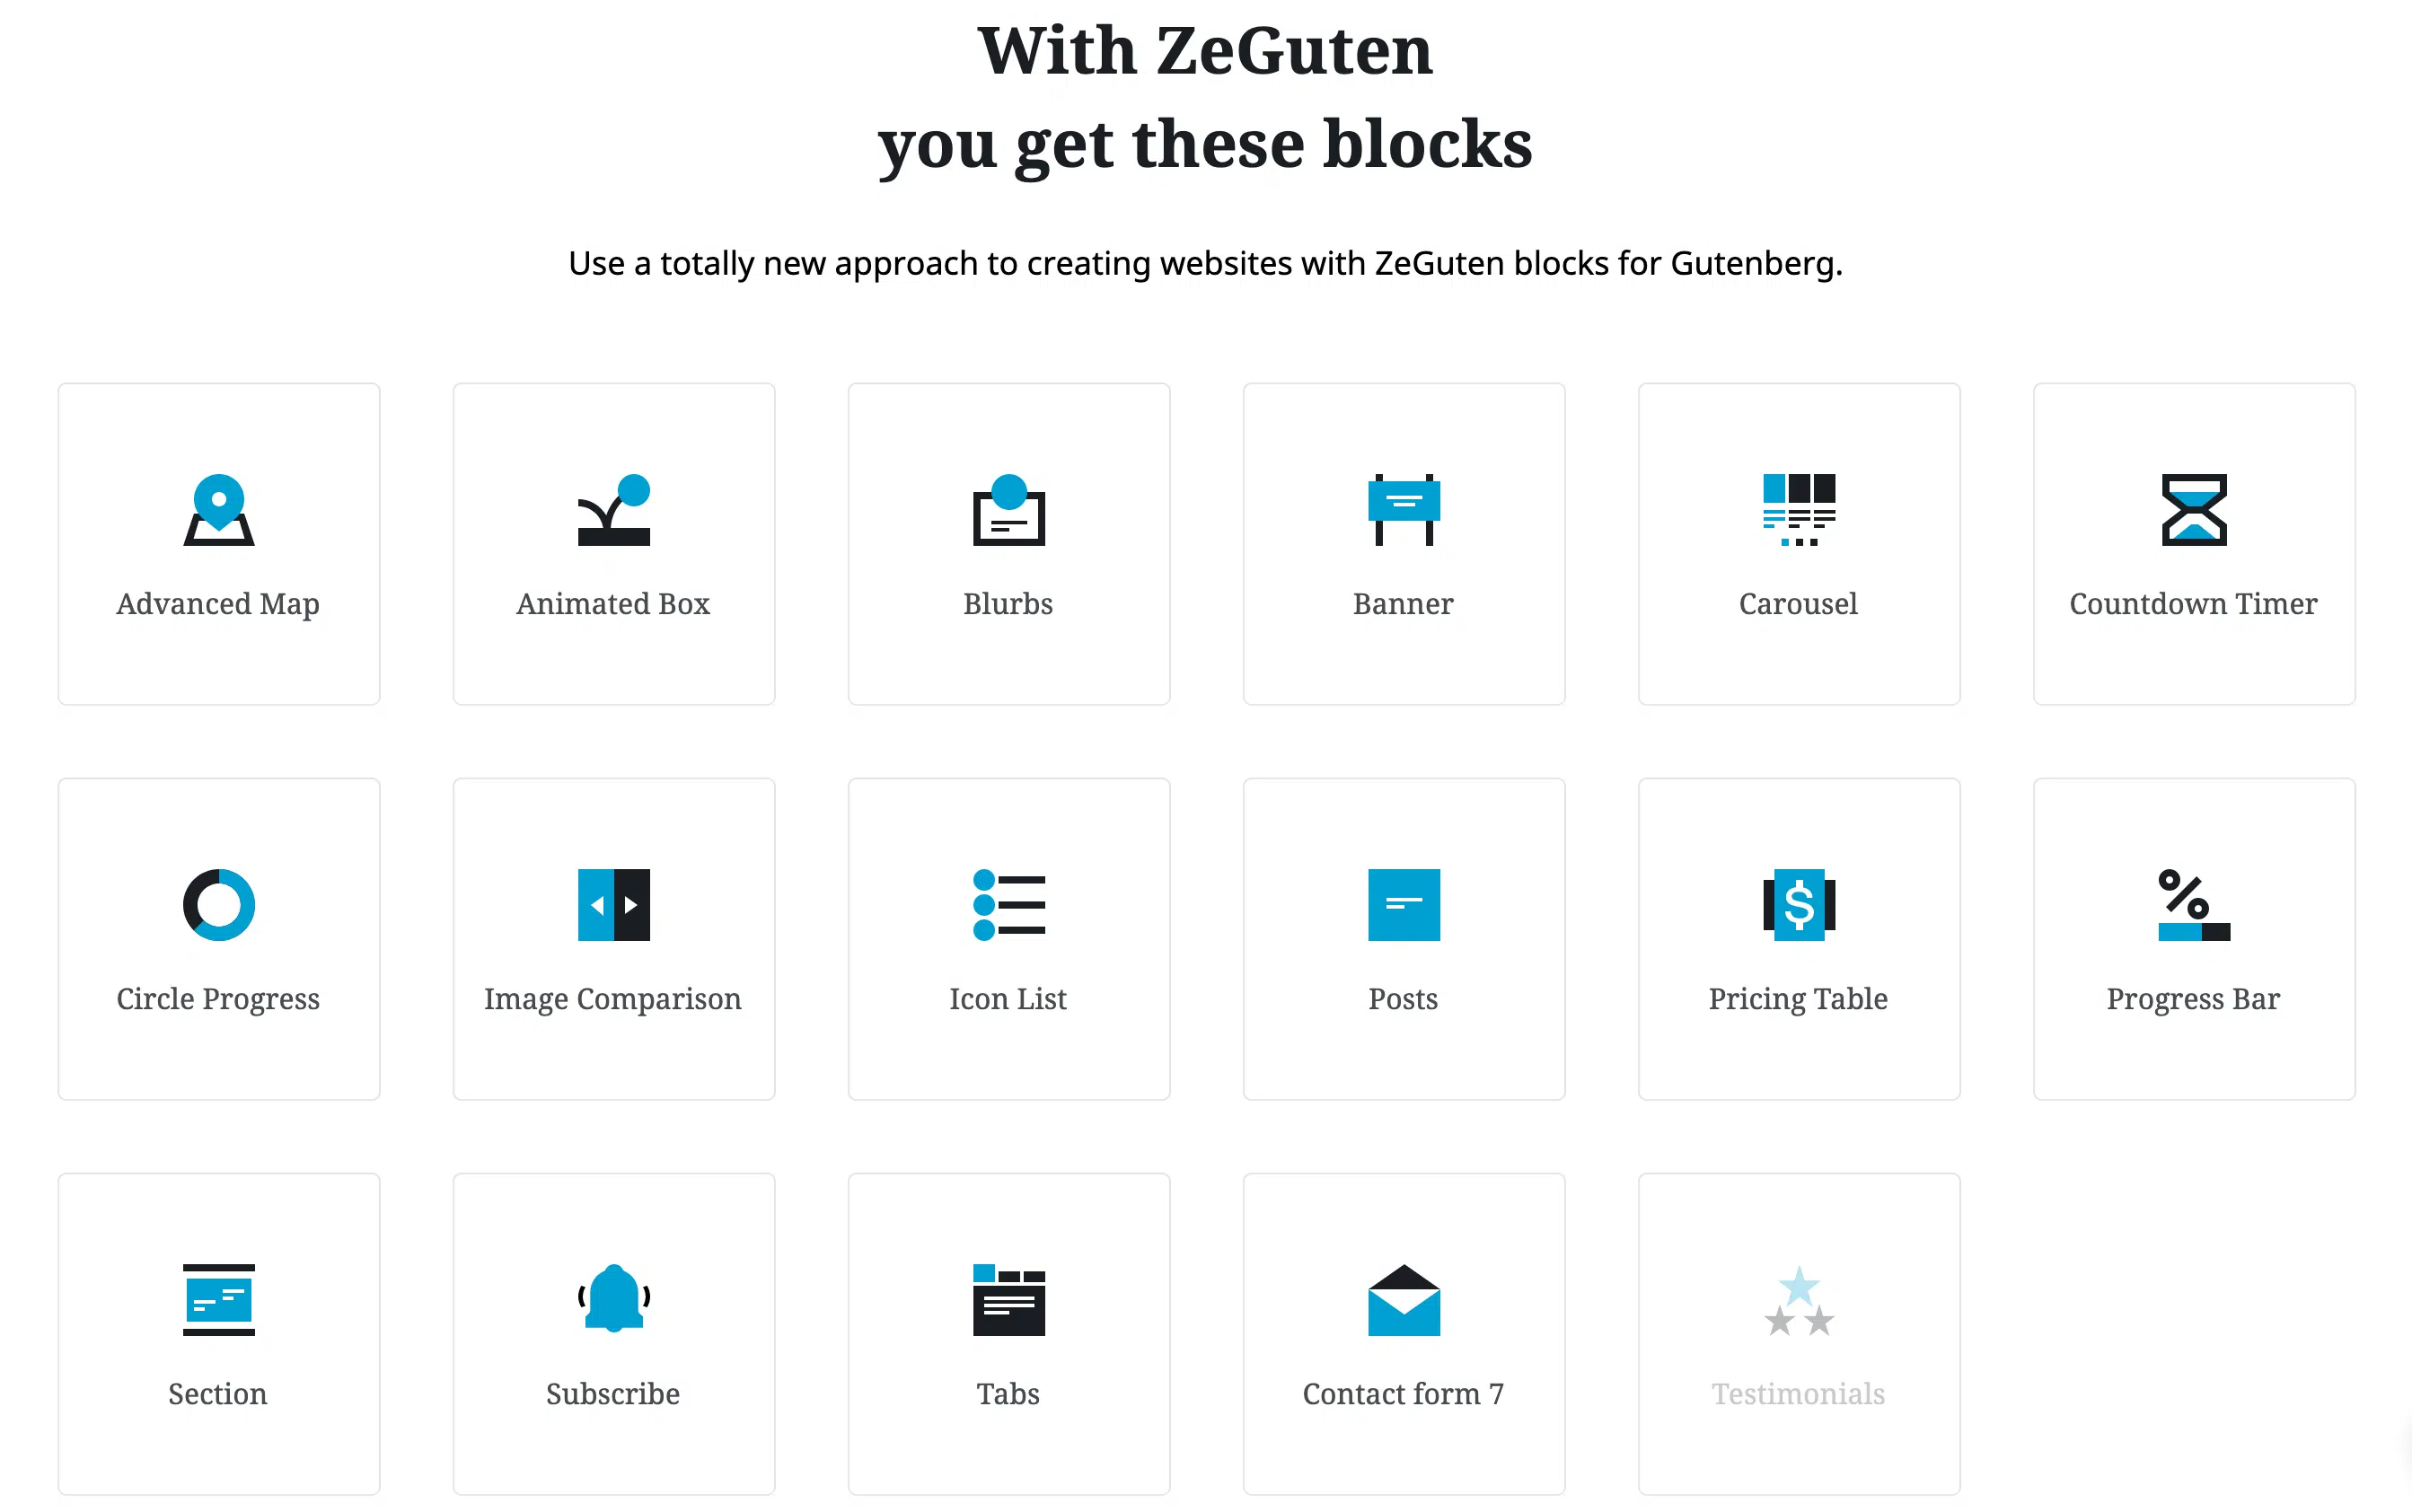 With ZeGuten
you get these blocks
Use a totally new approach to creating websites with ZeGuten blocks for Gutenberg.
Advanced Map
Animated Box
Blurbs
Banner
Carousel
Countdown Timer
Circle Progress
Image Comparison
Icon List
Posts
Pricing Table
Progress Bar
Section
Subscribe
Tabs
Contact form 7
Testimonials